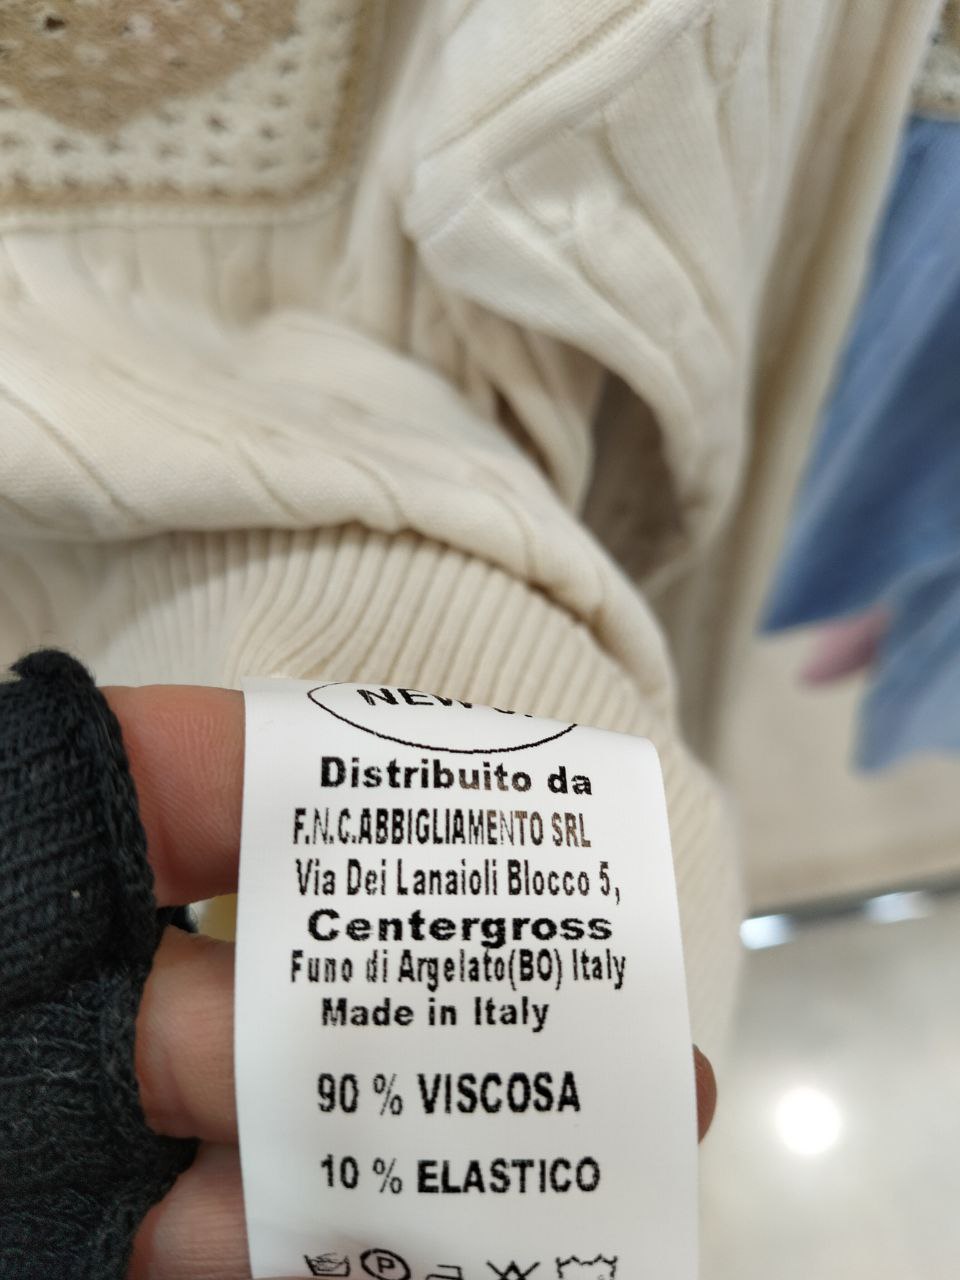 NEW
Distribuito da
F.N.C.ABBIGLIAMENTO SRL
Via Dei Lanaioli Blocco 5,
Centergross
Funo di Argelato(BO) Italy
Made in Italy
90 % VISCOSA
10 % ELASTICO
P